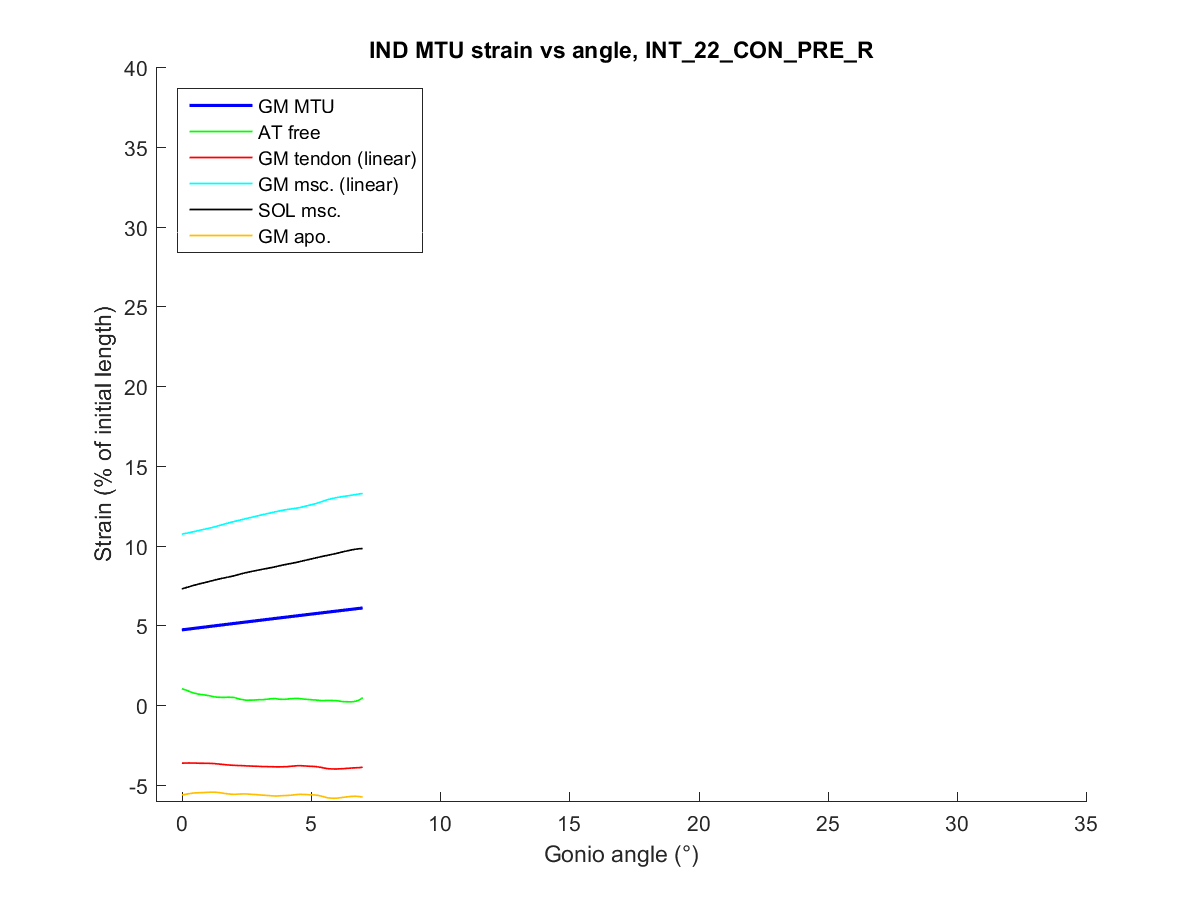 IND MTU strain vs angle, INT_22_CON_PRE_R
40
35
30
25
20
15
10
5
0
-5
Strain (% of initial length)
GM MTU
AT free
GM tendon (linear)
GM msc. (linear)
SOL msc.
GM apo.
0 5 10 15 20 25 30 35
Gonio angle (°)